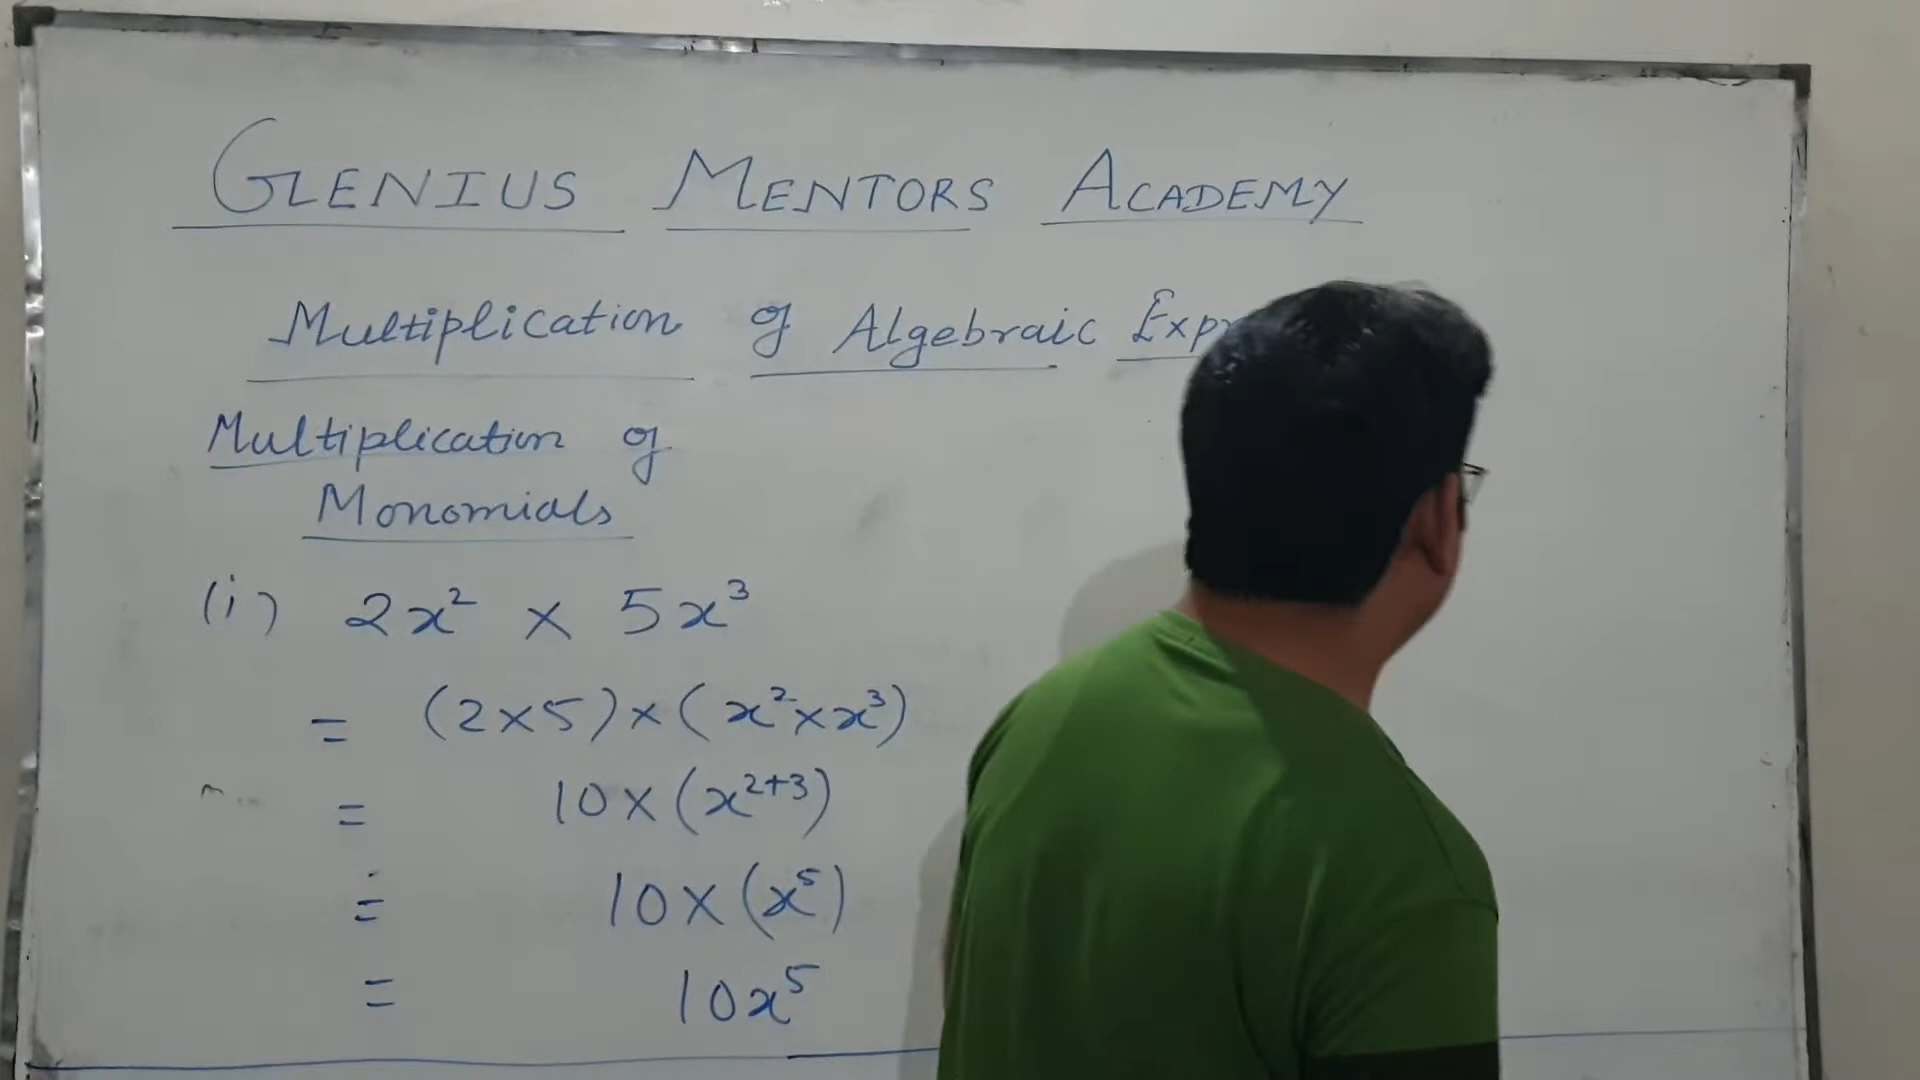 GENIUS MENTORS ACADEMY
Multiplication of Algebraic
Multiplication of
Monomials
(i) 2x² × 5x³
= (2×5)×(x²×x³)
= 10×(x²⁺³)
= 10×(x⁵)
= 10x⁵